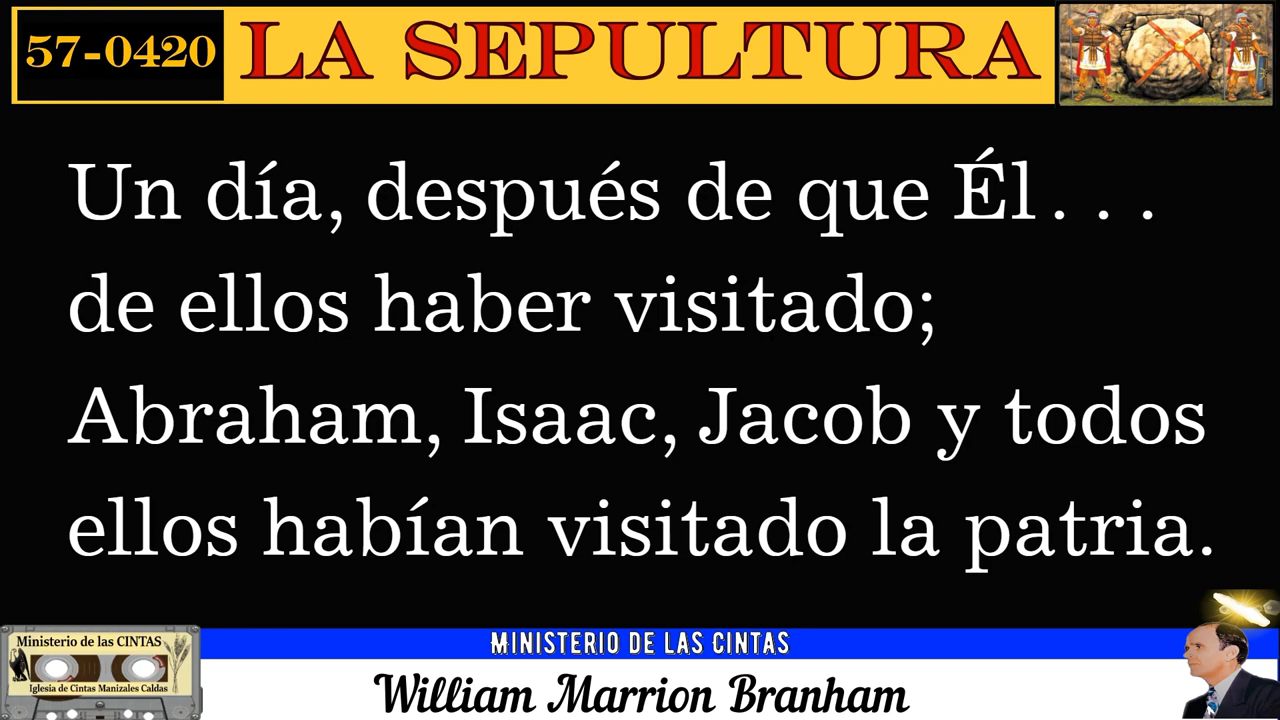 57-0420
LA SEPULTURA
Un día, después de que Él. . .
de ellos haber visitado;
Abraham, Isaac, Jacob y todos
ellos habían visitado la patria.
MINISTERIO DE LAS CINTAS
Ministerio de las CINTAS
Iglesia de Cintas Manizales Caldas
William Marrion Branham